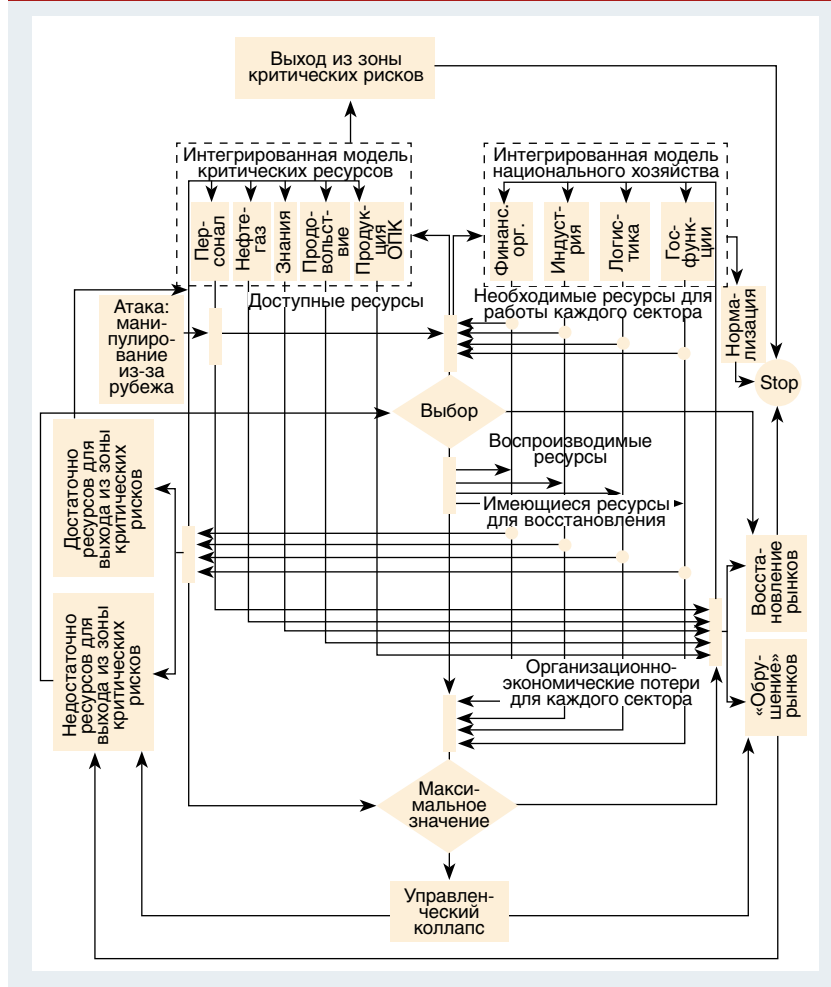 Выход из зоны
критических рисков
Интегрированная модель
критических ресурсов
Пер-
сонал
Нефте-
газ
Знания
Продо-
вольст-
вие
Продукция
ОПК
Доступные ресурсы
Интегрированная модель
национального хозяйства
Финанс.
орг.
Индуст-
рия
Логис-
тика
Гос-
функ-
ции
Необходимые ресурсы для
работы каждого сектора
Атака:
мани-
пулиро-
вание
из-за
рубежа
Норма-
лизация
Stop
Выбор
Воспроизводимые
ресурсы
Имеющиеся ресурсы
для восстановления
Достаточно
ресурсов для
выхода из зоны
критических
рисков
Недостаточно
ресурсов для
выхода из зоны
критических
рисков
Восста-
новление
рынков
«Обру-
шение»
рынков
Организационно-
экономические потери
для каждого сектора
Макси-
мальное
значение
Управлен-
ческий
коллапс